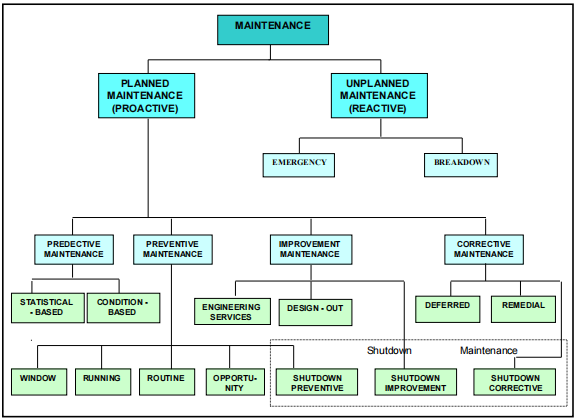 MAINTENANCE
PLANNED
MAINTENANCE
(PROACTIVE)
UNPLANNED
MAINTENANCE
(REACTIVE)
EMERGENCY
BREAKDOWN
PREDECTIVE
MAINTENANCE
PREVENTIVE
MAINTENANCE
IMPROVEMENT
MAINTENANCE
CORRECTIVE
MAINTENANCE
STATISTICAL
- BASED
CONDITION -
BASED
ENGINEERING
SERVICES
DESIGN - OUT
DEFERRED
REMEDIAL
Shutdown Maintenance
WINDOW
RUNNING
ROUTINE
OPPORTU-
NITY
SHUTDOWN
PREVENTIVE
SHUTDOWN
IMPROVEMENT
SHUTDOWN
CORRECTIVE